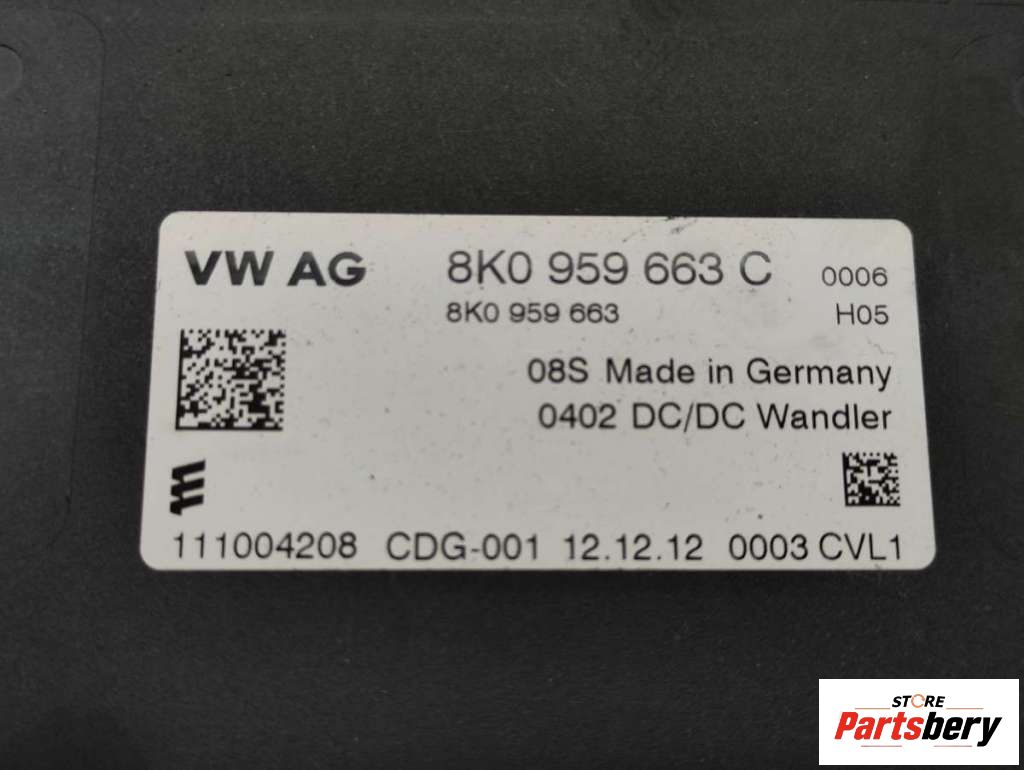 VW AG 8K0 959 663 C 0006
8K0 959 663 H05
08S Made in Germany
0402 DC/DC Wandler
111004208 CDG-001 12.12.12 0003 CVL1
STORE
Partsbery